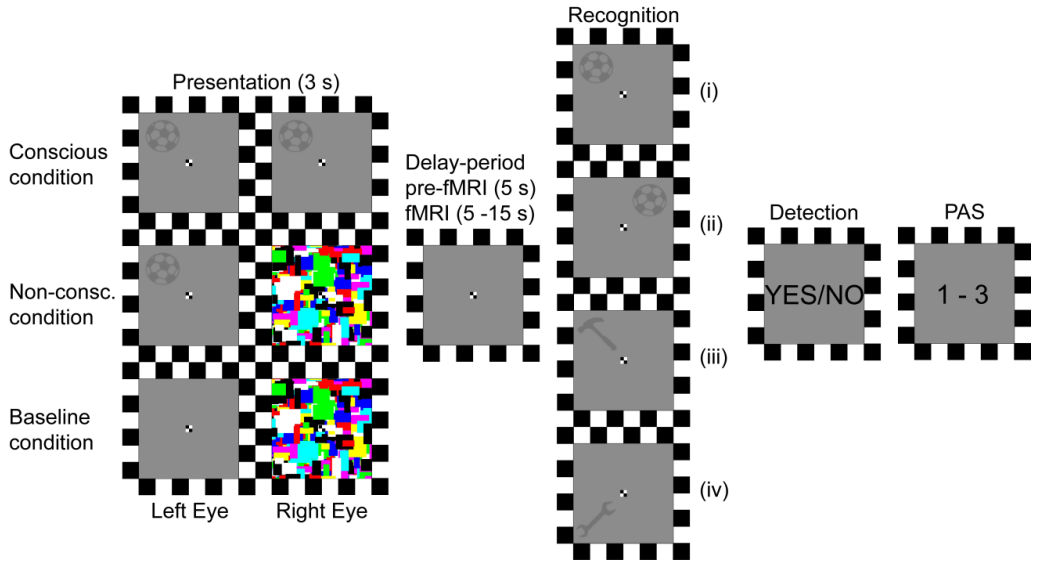 Recognition
Presentation (3 s)
(i)
Conscious
condition
Delay-period
pre-fMRI (5 s)
fMRI (5 -15 s)
(ii)
Detection
PAS
Non-consc.
condition
YES/NO
1 - 3
(iii)
Baseline
condition
(iv)
Left Eye
Right Eye